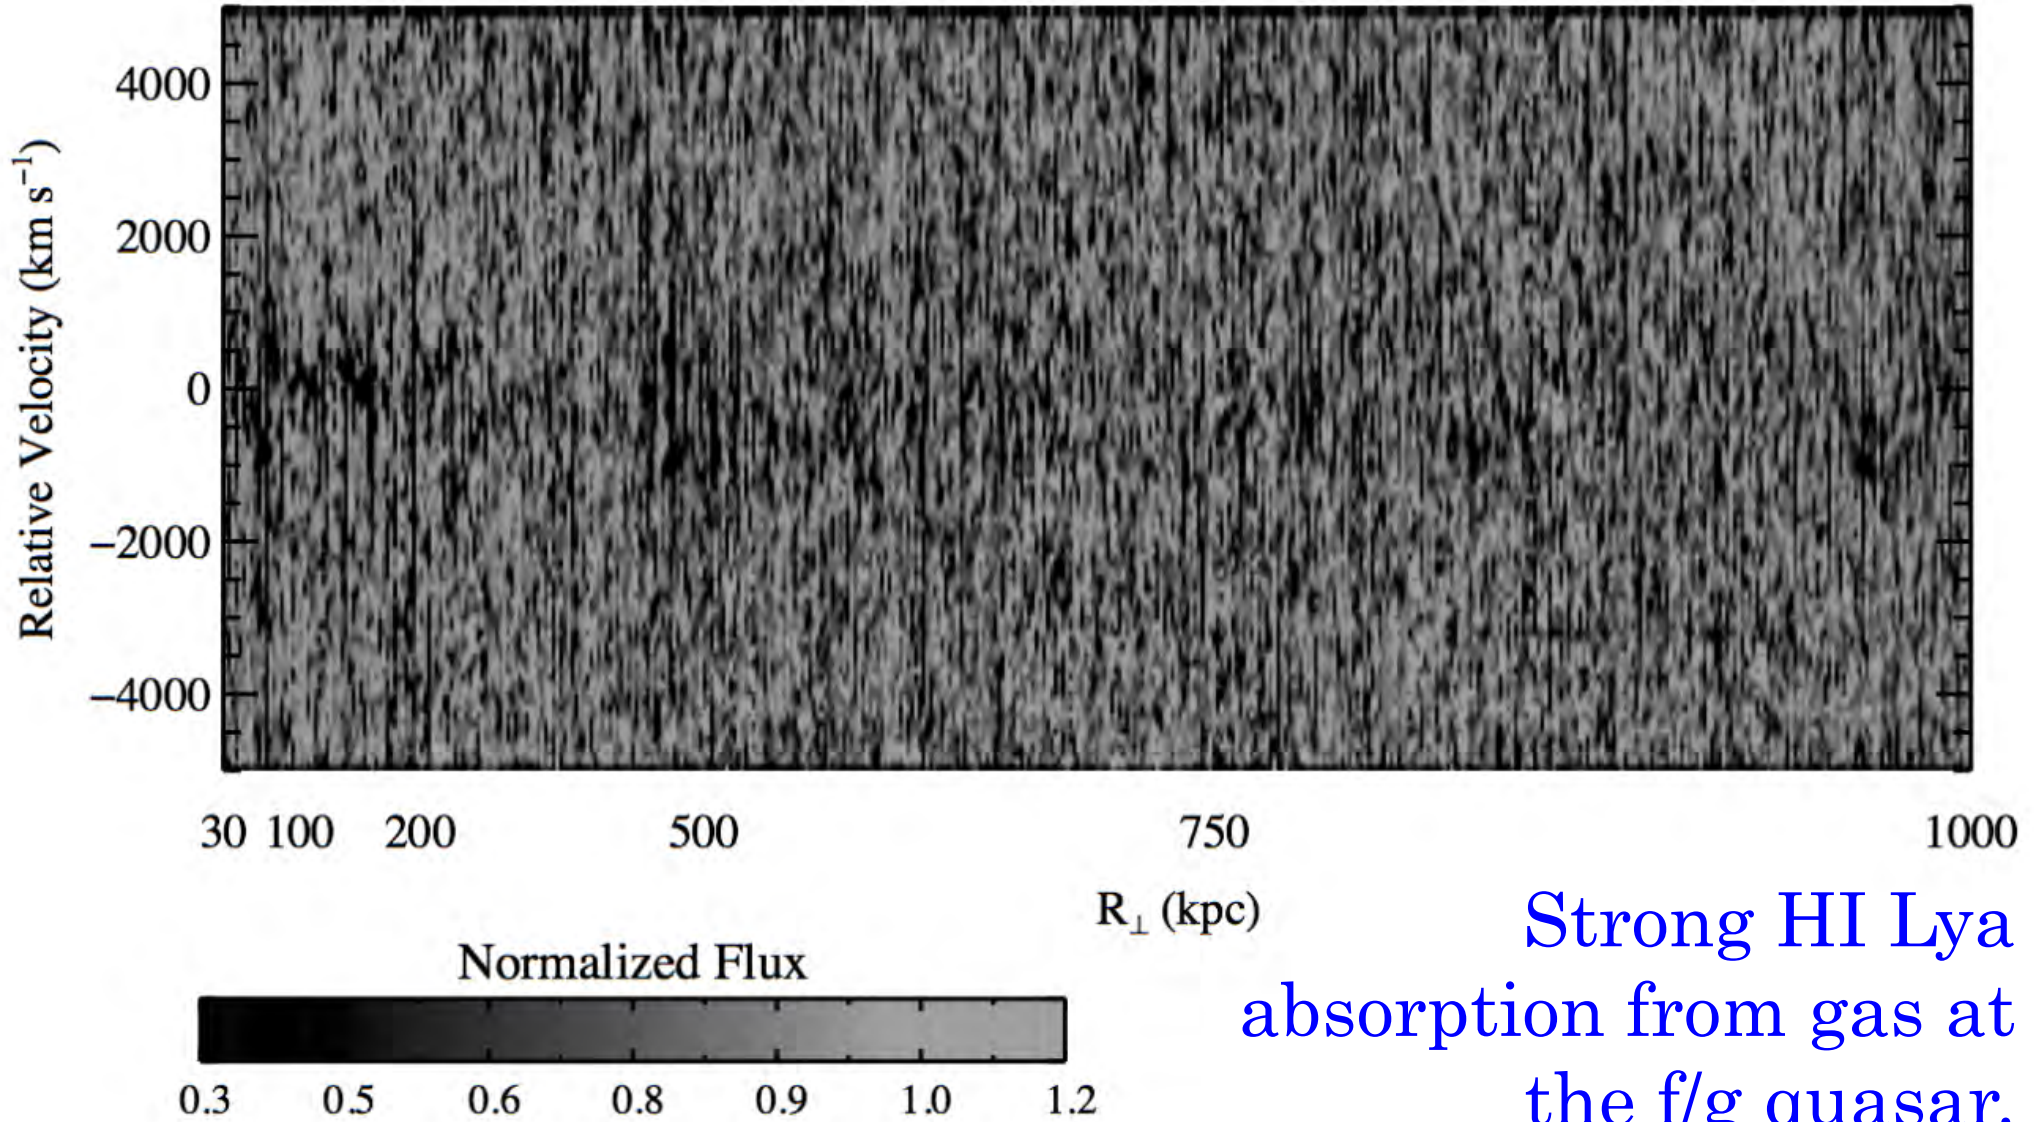 4000
2000
0
−2000
−4000
Relative Velocity (km s⁻¹)
30 100 200 500 750 1000
R⊥ (kpc)
Normalized Flux
0.3 0.5 0.6 0.8 0.9 1.0 1.2
Strong HI Lya
absorption from gas at
the f/g quasar.